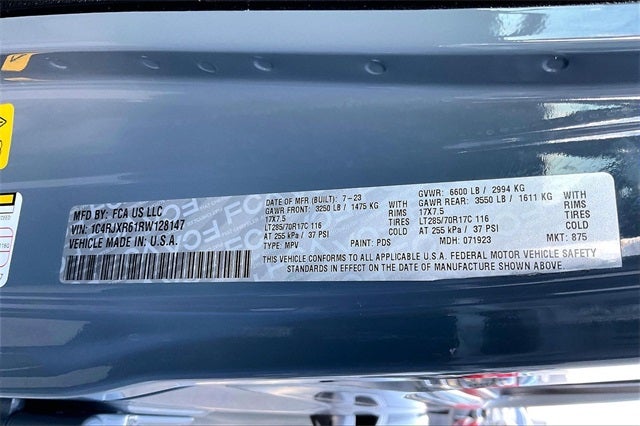 MFD BY: FCA US LLC
VIN: 1C4RJXR61RW128147
VEHICLE MADE IN U.S.A.
DATE OF MFR (BUILT): 7-23
GAWR FRONT: 3250 LB / 1475 KG WITH
17X7.5 RIMS
LT285/70R17C 116 TIRES
AT 255 kPa / 37 PSI COLD
GVWR: 6600 LB / 2994 KG
GAWR REAR: 3550 LB / 1611 KG WITH
17X7.5 RIMS
LT285/70R17C 116 TIRES
AT 255 kPa / 37 PSI COLD
TYPE: MPV PAINT: PDS MDH: 071923 MKT: 875
THIS VEHICLE CONFORMS TO ALL APPLICABLE U.S.A. FEDERAL MOTOR VEHICLE SAFETY
STANDARDS IN EFFECT ON THE DATE OF MANUFACTURE SHOWN ABOVE.